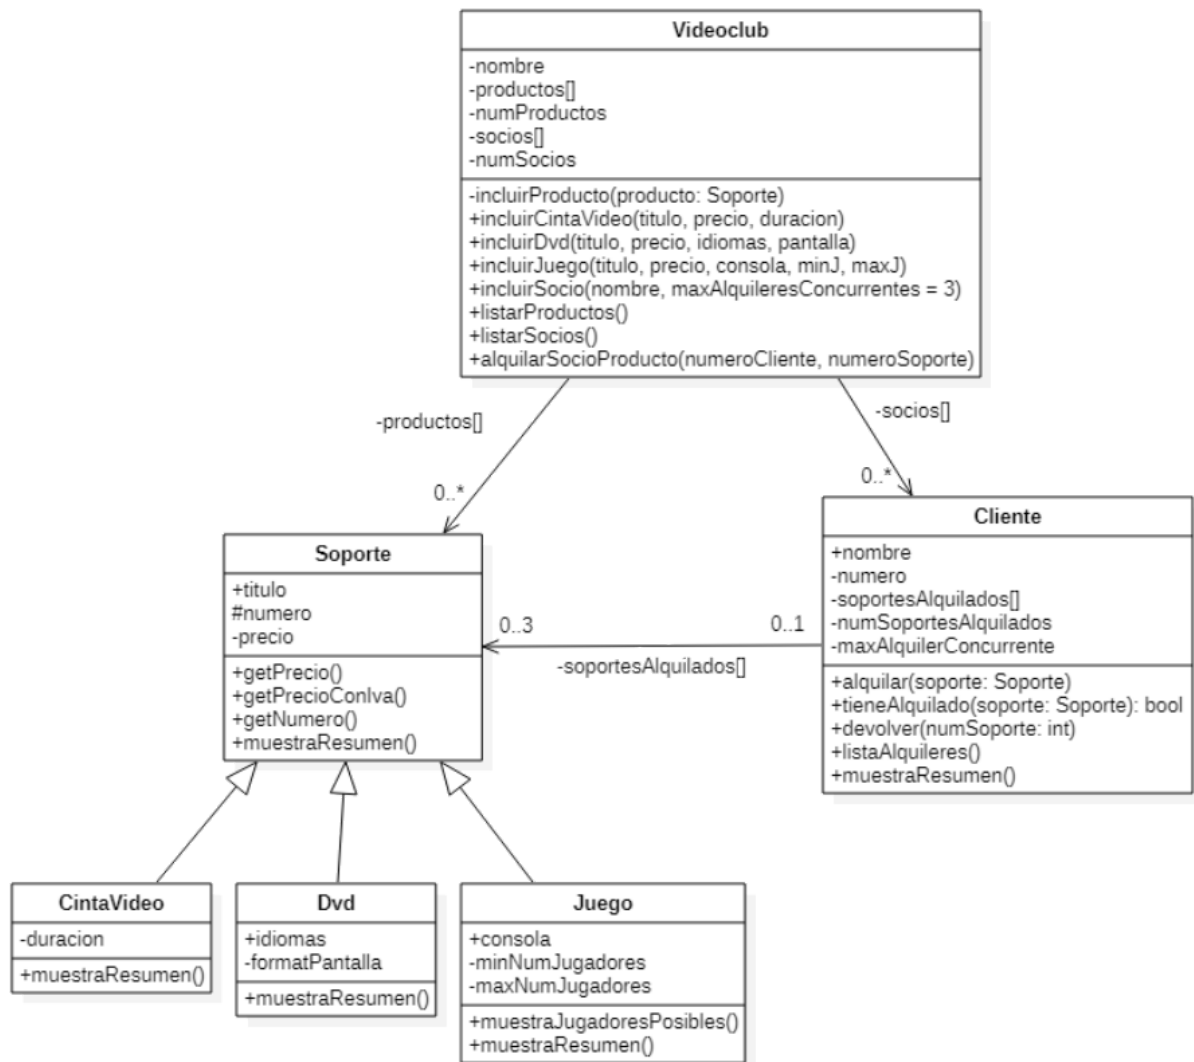 Videoclub
-nombre
-productos[]
-numProductos
-socios[]
-numSocios
-incluirProducto(producto: Soporte)
+incluirCintaVideo(titulo, precio, duracion)
+incluirDvd(titulo, precio, idiomas, pantalla)
+incluirJuego(titulo, precio, consola, minJ, maxJ)
+incluirSocio(nombre, maxAlquileresConcurrentes = 3)
+listarProductos()
+listarSocios()
+alquilarSocioProducto(numeroCliente, numeroSoporte)
-productos[]
0..*
-socios[]
0..*
Soporte
+titulo
#numero
-precio
+getPrecio()
+getPrecioConIva()
+getNumero()
+muestraResumen()
0..3
0..1
-soportesAlquilados[]
Cliente
+nombre
-numero
-soportesAlquilados[]
-numSoportesAlquilados
-maxAlquilerConcurrente
+alquilar(soporte: Soporte)
+tieneAlquilado(soporte: Soporte): bool
+devolver(numSoporte: int)
+listaAlquileres()
+muestraResumen()
CintaVideo
-duracion
+muestraResumen()
Dvd
+idiomas
-formatPantalla
+muestraResumen()
Juego
+consola
-minNumJugadores
-maxNumJugadores
+muestraJugadoresPosibles()
+muestraResumen()